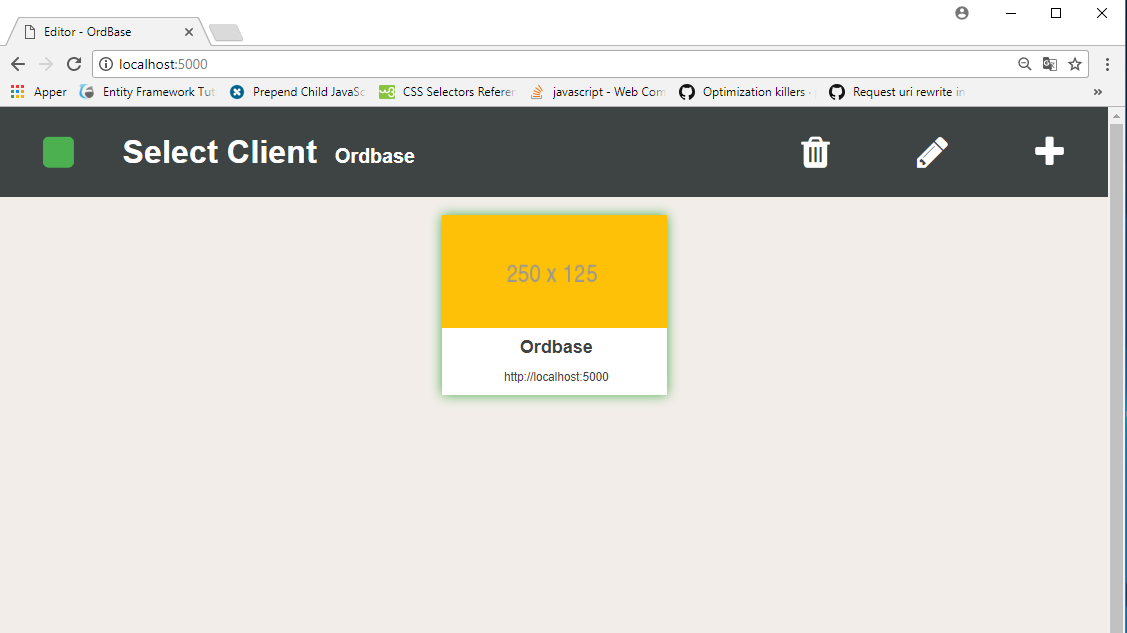 Editor - OrdBase
localhost:5000
Apper Entity Framework Tut Prepend Child JavaSc CSS Selectors Referen javascript - Web Com Optimization killers · Request uri rewrite in »
Select Client Ordbase
250 x 125
Ordbase
http://localhost:5000